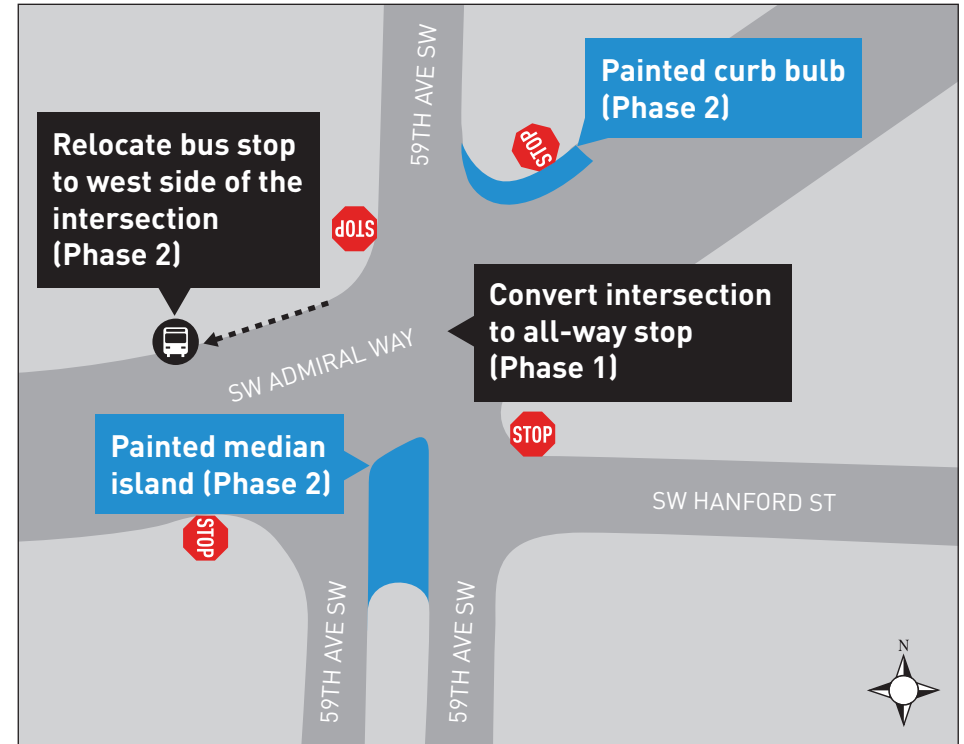 59TH AVE SW
Painted curb bulb
(Phase 2)
STOP
Relocate bus stop
to west side of the
intersection
(Phase 2)
STOP
Convert intersection
to all-way stop
(Phase 1)
SW ADMIRAL WAY
Painted median
island (Phase 2)
STOP
SW HANFORD ST
STOP
59TH AVE SW
59TH AVE SW
N